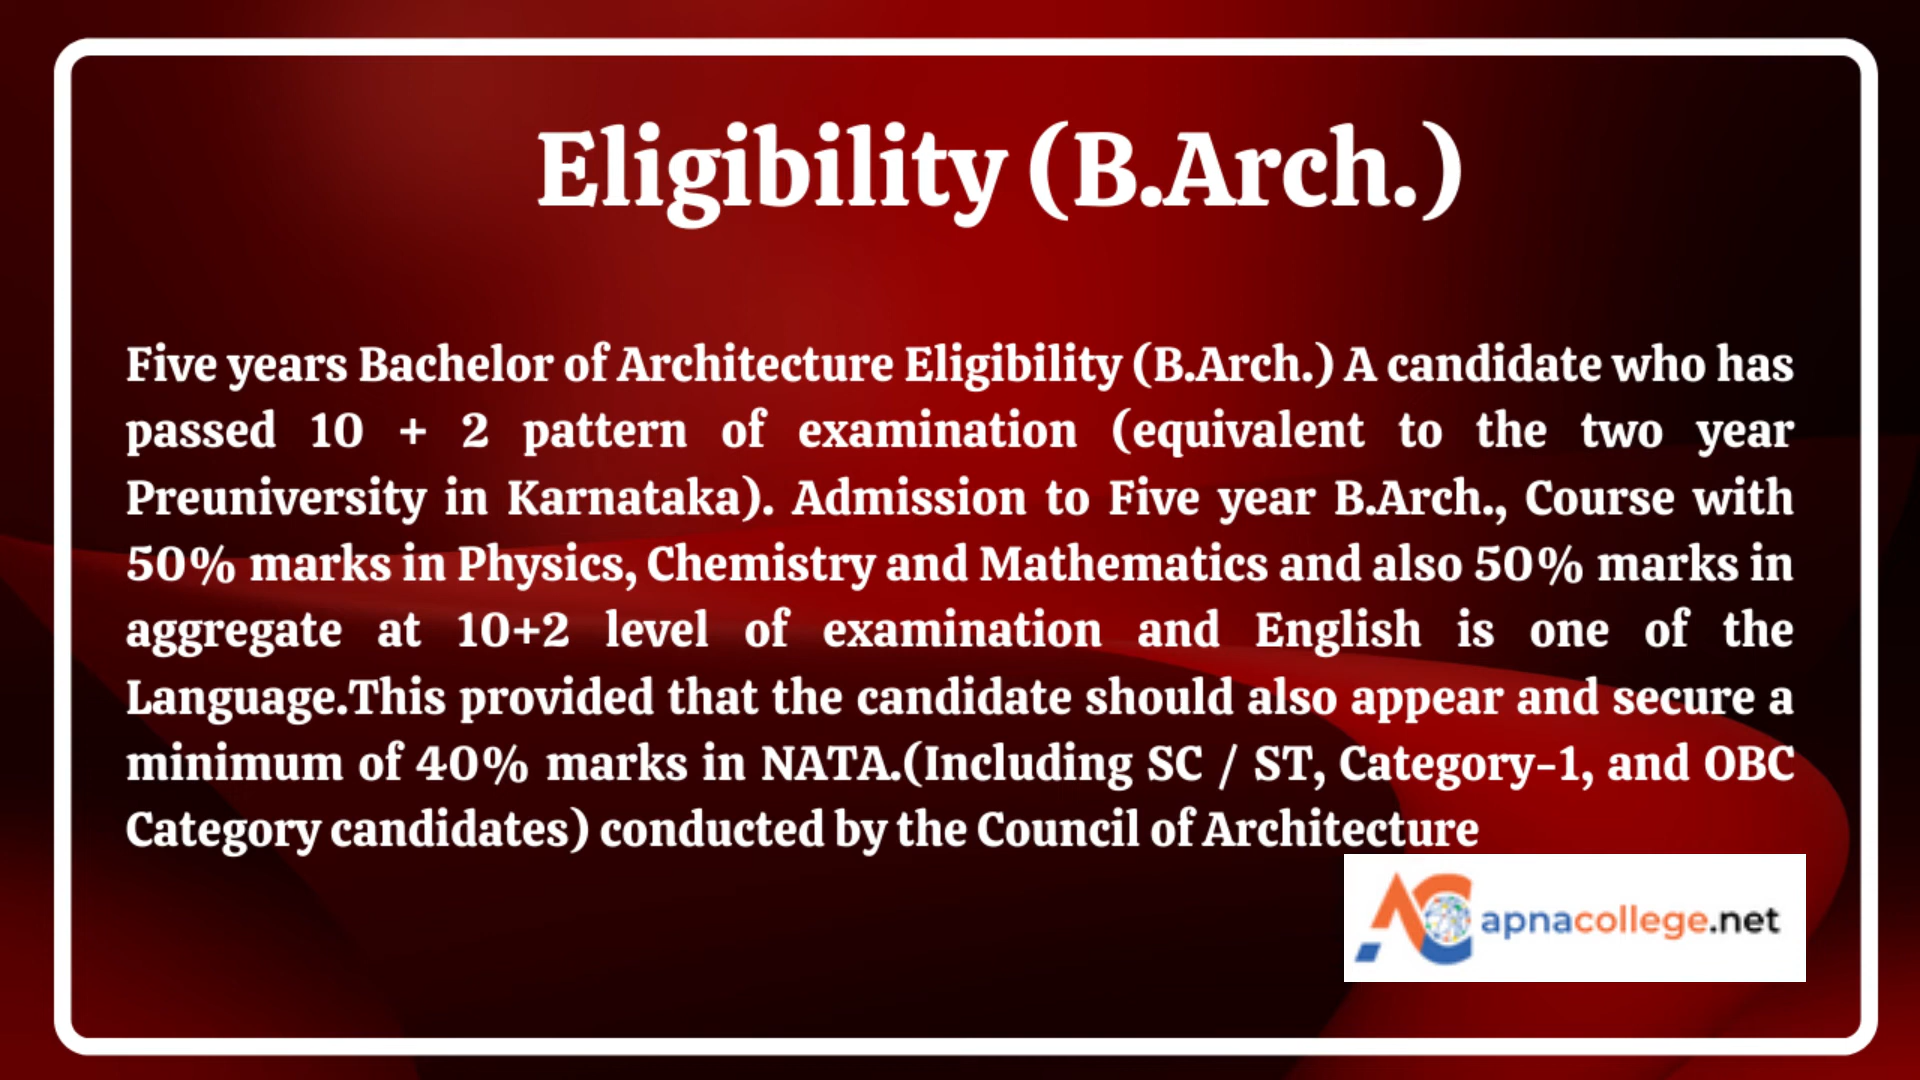 Eligibility (B.Arch.)
Five years Bachelor of Architecture Eligibility (B.Arch.) A candidate who has
passed 10 + 2 pattern of examination (equivalent to the two year
Preuniversity in Karnataka). Admission to Five year B.Arch., Course with
50% marks in Physics, Chemistry and Mathematics and also 50% marks in
aggregate at 10+2 level of examination and English is one of the
Language.This provided that the candidate should also appear and secure a
minimum of 40% marks in NATA.(Including SC / ST, Category-1, and OBC
Category candidates) conducted by the Council of Architecture
AC apnacollege.net